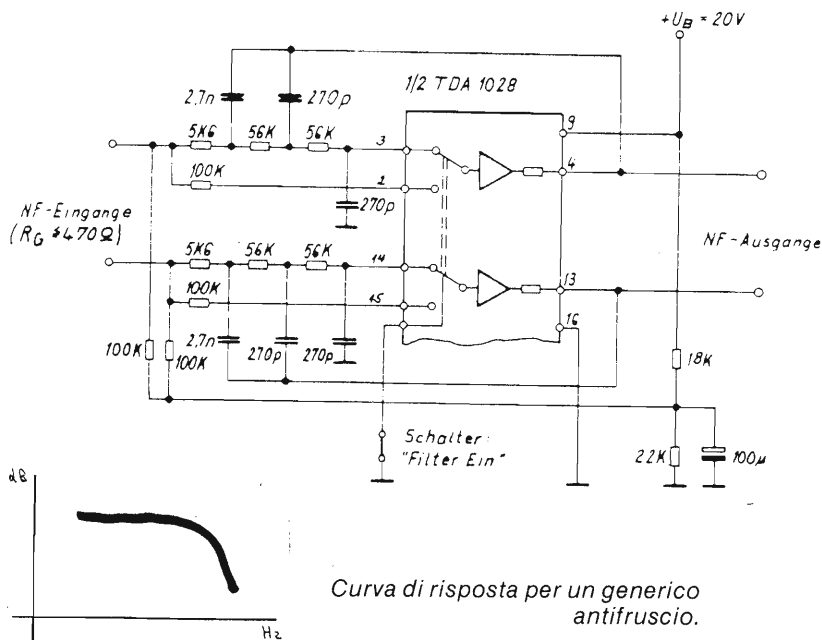 +UB = 20V
1/2 TDA 1028
2,7n
270p
9
5K6
56K
56K
3
4
100K
2
270p
NF-Eingange
(RG ≤ 470Ω)
NF-Ausgange
5K6
56K
56K
14
13
100K
15
16
100K
100K
2,7n
270p
270p
18K
Schalter:
"Filter Ein"
22K
100µ
dB
Hz
Curva di risposta per un generico
antifruscio.